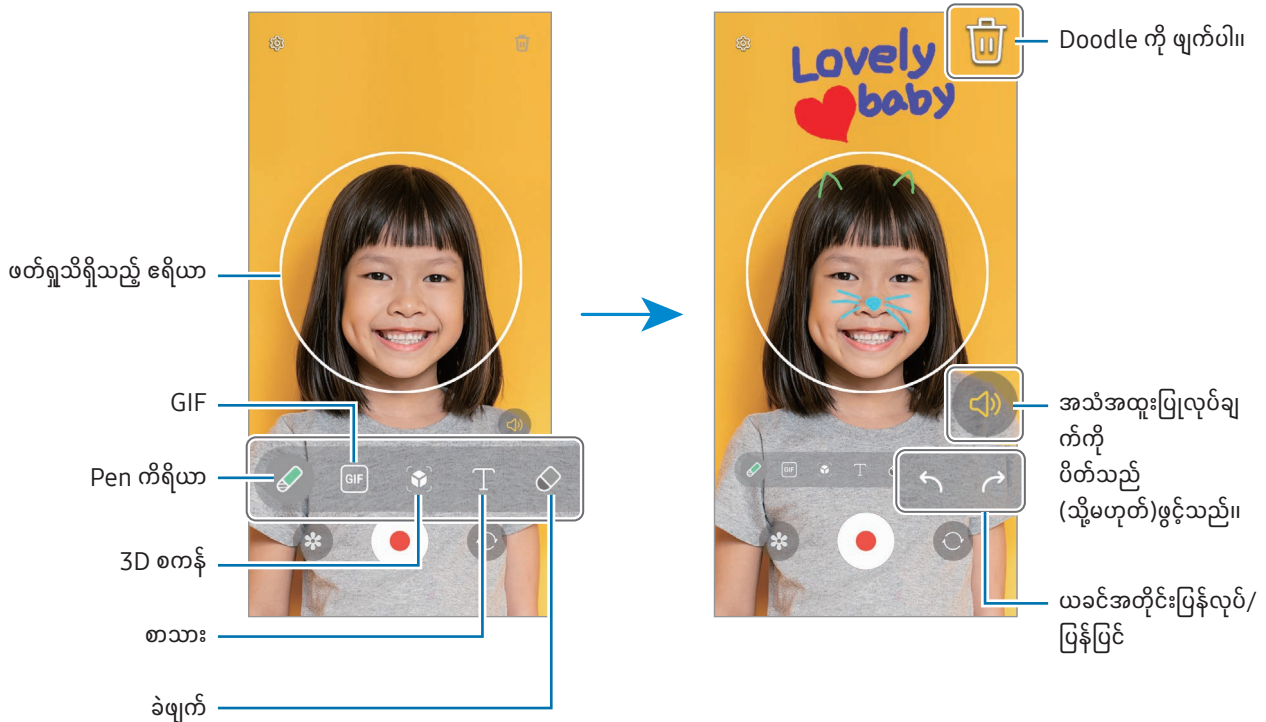 ဖတ်ရှုသိရှိသည့် ဧရိယာ
GIF
Pen ကိရိယာ
3D စကန်
စာသား
ခဲဖျက်
GIF
Lovely
baby
GIF
Doodle ကို ဖျက်ပါ။
အသံအထူးပြုလုပ်ချ
က်ကို
ပိတ်သည်
(သို့မဟုတ်)ဖွင့်သည်။
ယခင်အတိုင်းပြန်လုပ်/
ပြန်ပြင်